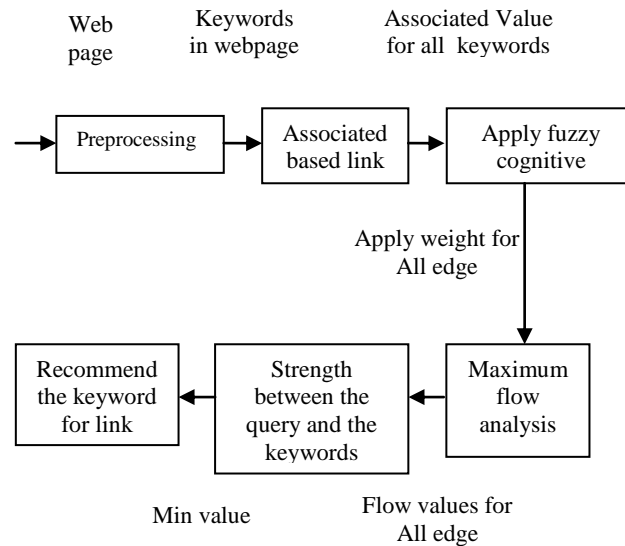 Web
page
Keywords
in webpage
Associated Value
for all keywords
Preprocessing
Associated
based link
Apply fuzzy
cognitive
Apply weight for
All edge
Recommend
the keyword
for link
Strength
between the
query and the
keywords
Maximum
flow
analysis
Min value
Flow values for
All edge